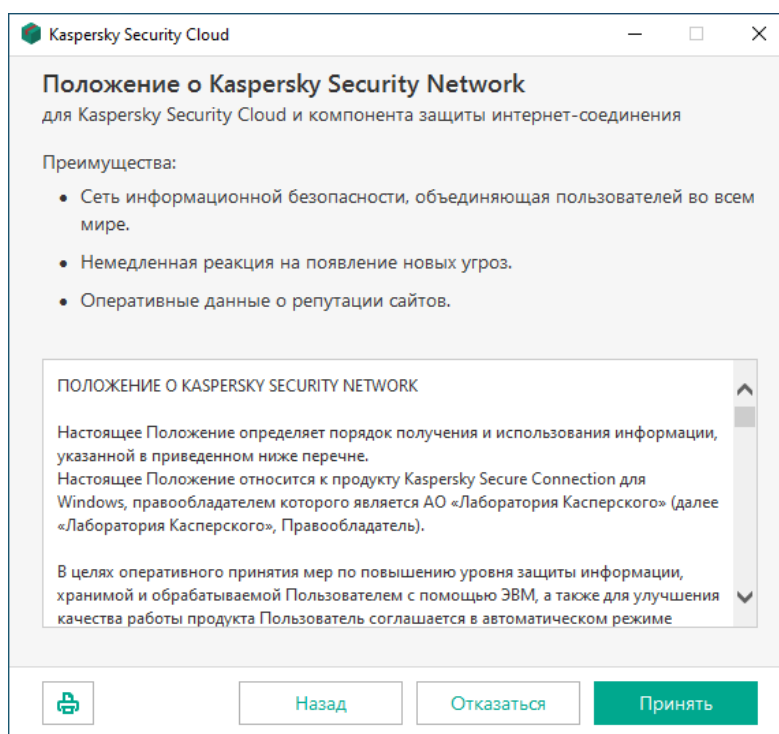 Kaspersky Security Cloud
Положение о Kaspersky Security Network
для Kaspersky Security Cloud и компонента защиты интернет-соединения
Преимущества:
• Сеть информационной безопасности, объединяющая пользователей во всем
мире.
• Немедленная реакция на появление новых угроз.
• Оперативные данные о репутации сайтов.
ПОЛОЖЕНИЕ О KASPERSKY SECURITY NETWORK
Настоящее Положение определяет порядок получения и использования информации,
указанной в приведенном ниже перечне.
Настоящее Положение относится к продукту Kaspersky Secure Connection для
Windows, правообладателем которого является АО «Лаборатория Касперского» (далее
«Лаборатория Касперского», Правообладатель).
В целях оперативного принятия мер по повышению уровня защиты информации,
хранимой и обрабатываемой Пользователем с помощью ЭВМ, а также для улучшения
качества работы продукта Пользователь соглашается в автоматическом режиме
Назад
Отказаться
Принять